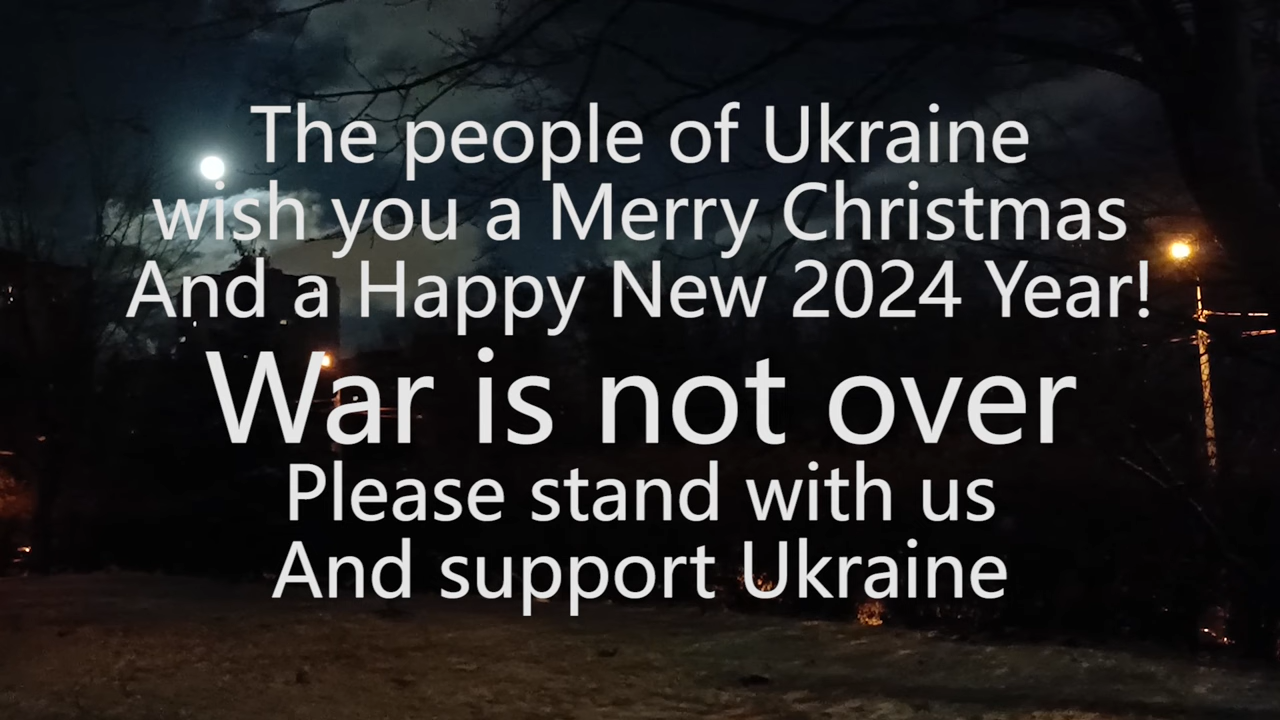 The people of Ukraine
wish you a Merry Christmas
And a Happy New 2024 Year!
War is not over
Please stand with us
And support Ukraine